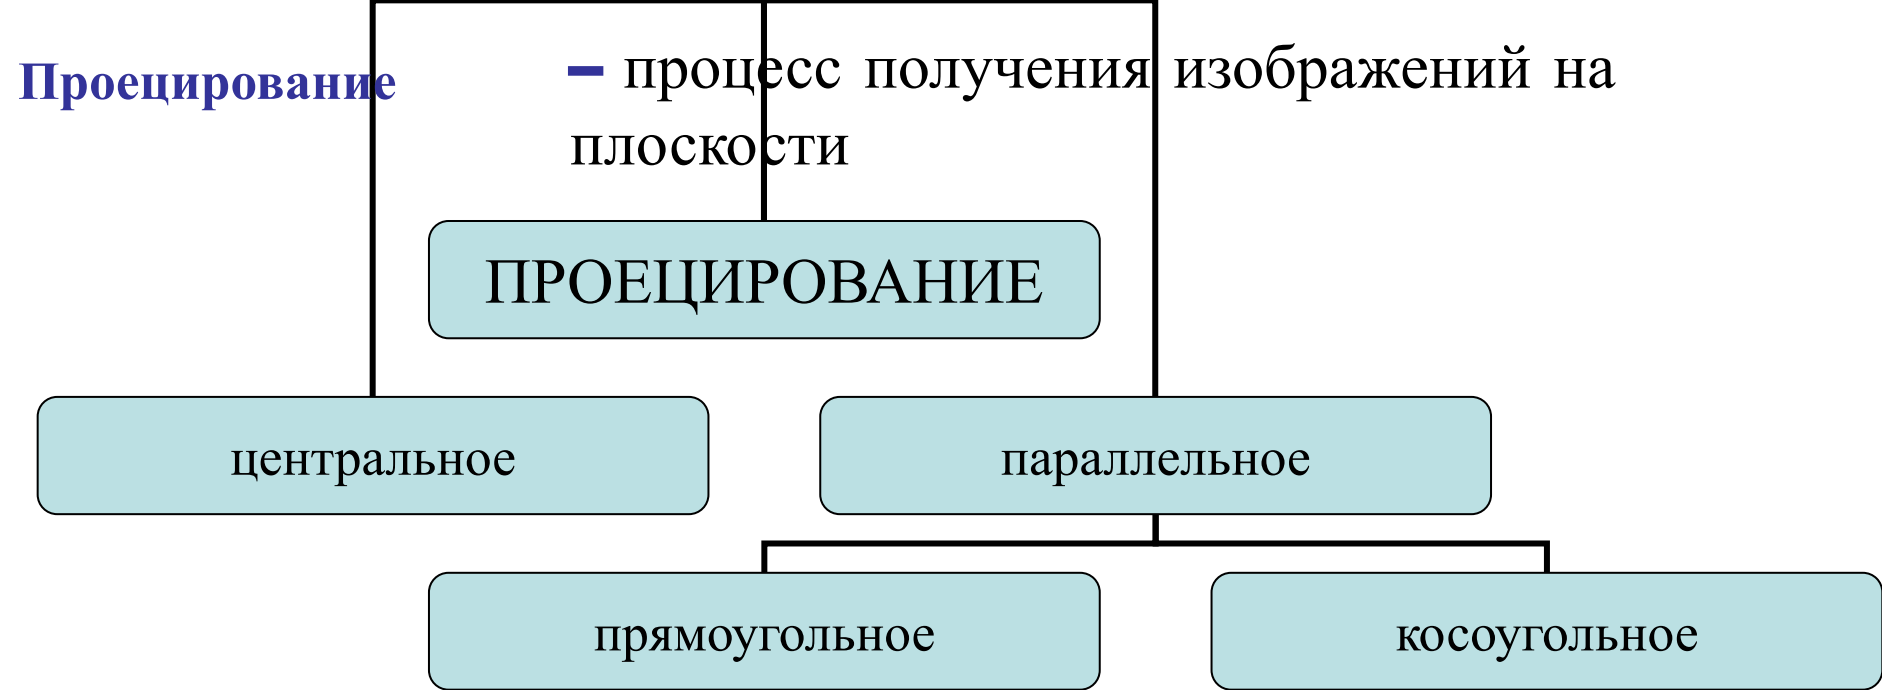 Проецирование – процесс получения изображений на
плоскости
ПРОЕЦИРОВАНИЕ
центральное
параллельное
прямоугольное
косоугольное